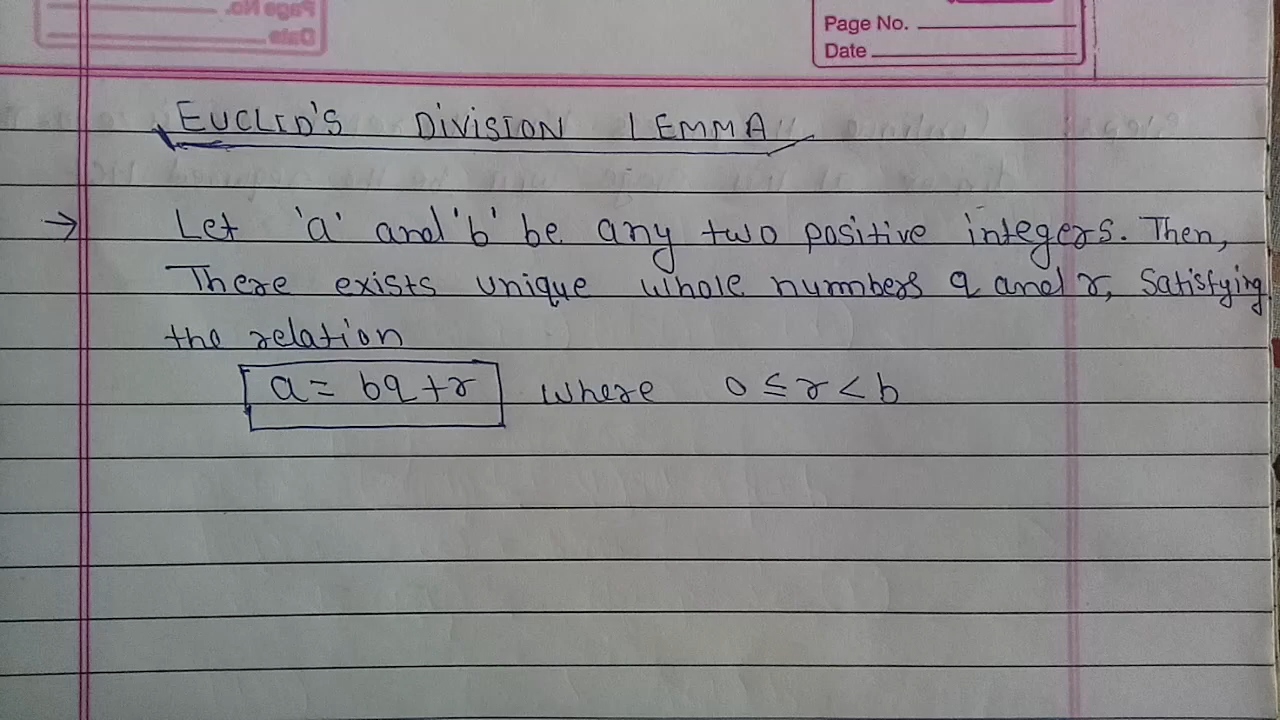 Page No.
Date
EUCLID'S DIVISION LEMMA
→ Let 'a' and 'b' be any two positive integers. Then,
There exists unique whole numbers q and r, satisfying
the relation
a = bq + r where 0 ≤ r < b